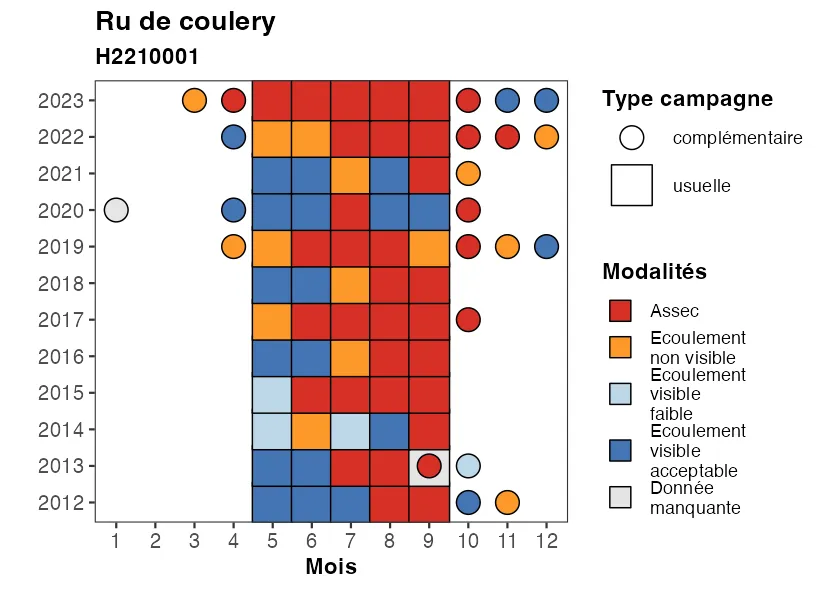 Ru de coulery
H2210001
2023
2022
2021
2020
2019
2018
2017
2016
2015
2014
2013
2012
1 2 3 4 5 6 7 8 9 10 11 12
Mois
Type campagne
complémentaire
usuelle
Modalités
Assec
Ecoulement
non visible
Ecoulement
visible
faible
Ecoulement
visible
acceptable
Donnée
manquante